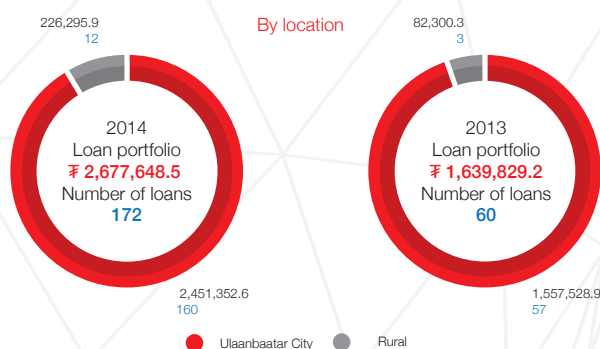 By location
226,295.9
12
2014
Loan portfolio
₮ 2,677,648.5
Number of loans
172
2,451,352.6
160
82,300.3
3
2013
Loan portfolio
₮ 1,639,829.2
Number of loans
60
1,557,528.9
57
Ulaanbaatar City
Rural